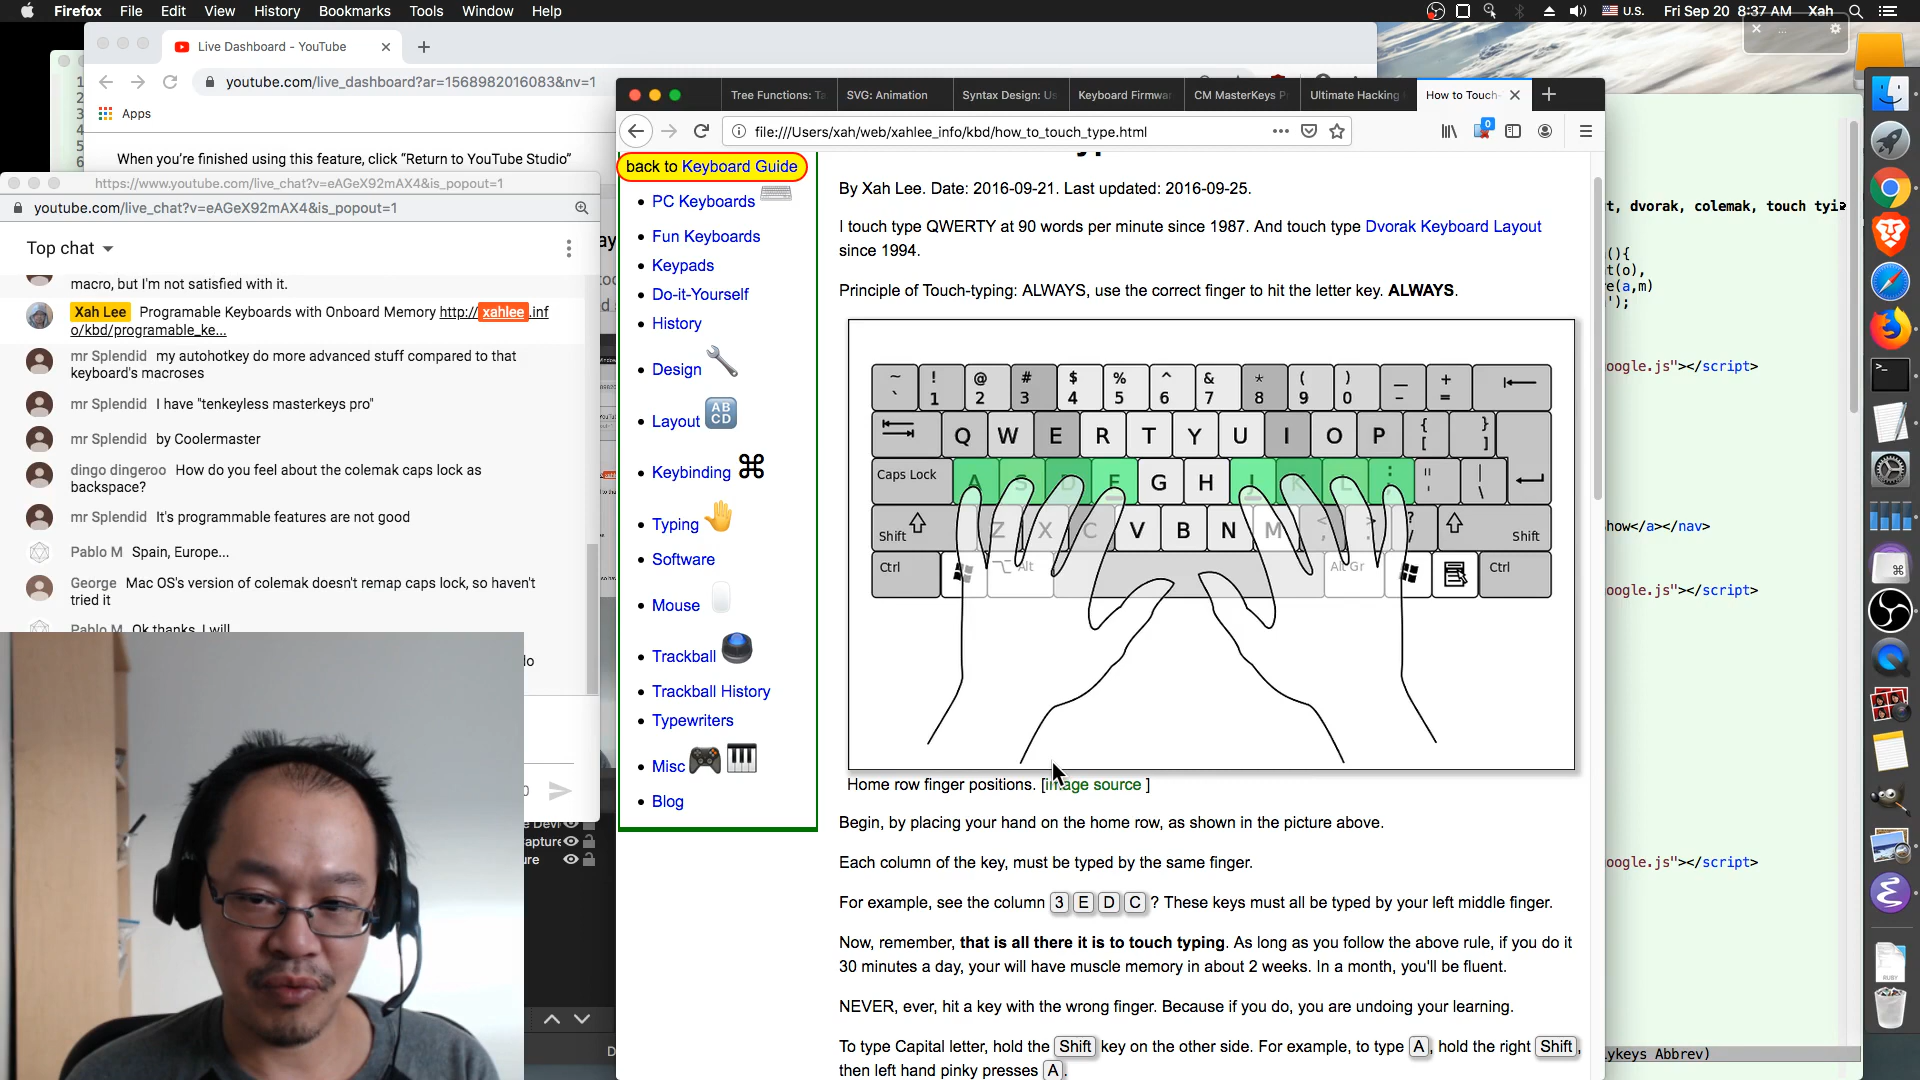 Firefox File Edit View History Bookmarks Tools Window Help
U.S. Fri Sep 20 8:37 AM Xah
Live Dashboard - YouTube
youtube.com/live_dashboard?ar=1568982016083&nv=1
Apps
When you're finished using this feature, click “Return to YouTube Studio”
https://www.youtube.com/live_chat?v=eAGeX92mAX4&is_popout=1
youtube.com/live_chat?v=eAGeX92mAX4&is_popout=1
Top chat
macro, but I'm not satisfied with it.
Xah Lee Programable Keyboards with Onboard Memory http://xahlee.inf
o/kbd/programable_ke...
mr Splendid my autohotkey do more advanced stuff compared to that
keyboard's macroses
mr Splendid I have "tenkeyless masterkeys pro"
mr Splendid by Coolermaster
dingo dingeroo How do you feel about the colemak caps lock as
backspace?
mr Splendid It's programmable features are not good
Pablo M Spain, Europe...
George Mac OS's version of colemak doesn't remap caps lock, so haven't
tried it
Pablo M Ok thanks, I will
Tree Functions: Ta
SVG: Animation
Syntax Design: Us
Keyboard Firmwar
CM MasterKeys P
Ultimate Hacking
How to Touch-
file:///Users/xah/web/xahlee_info/kbd/how_to_touch_type.html
back to Keyboard Guide
PC Keyboards
Fun Keyboards
Keypads
Do-it-Yourself
History
Design
Layout
Keybinding
Typing
Software
Mouse
Trackball
Trackball History
Typewriters
Misc
Blog
By Xah Lee. Date: 2016-09-21. Last updated: 2016-09-25.
I touch type QWERTY at 90 words per minute since 1987. And touch type Dvorak Keyboard Layout
since 1994.
Principle of Touch-typing: ALWAYS, use the correct finger to hit the letter key. ALWAYS.
~ ! @ # $ % ^ & * ( ) _ +
` 1 2 3 4 5 6 7 8 9 0 - =
Q W E R T Y U I O P { [ } ]
Caps Lock A S D F G H J K L : ; " ' | \
Shift Z X C V B N M < , > . ? / Shift
Ctrl Alt Alt Gr Ctrl
Home row finger positions. [image source ]
Begin, by placing your hand on the home row, as shown in the picture above.
Each column of the key, must be typed by the same finger.
For example, see the column 3 E D C ? These keys must all be typed by your left middle finger.
Now, remember, that is all there it is to touch typing. As long as you follow the above rule, if you do it
30 minutes a day, your will have muscle memory in about 2 weeks. In a month, you'll be fluent.
NEVER, ever, hit a key with the wrong finger. Because if you do, you are undoing your learning.
To type Capital letter, hold the Shift key on the other side. For example, to type A, hold the right Shift,
then left hand pinky presses A.
t, dvorak, colemak, touch tyi
(){
t(o),
e(a,m)
');
oogle.js"></script>
how</a></nav>
oogle.js"></script>
oogle.js"></script>
ykeys Abbrev)